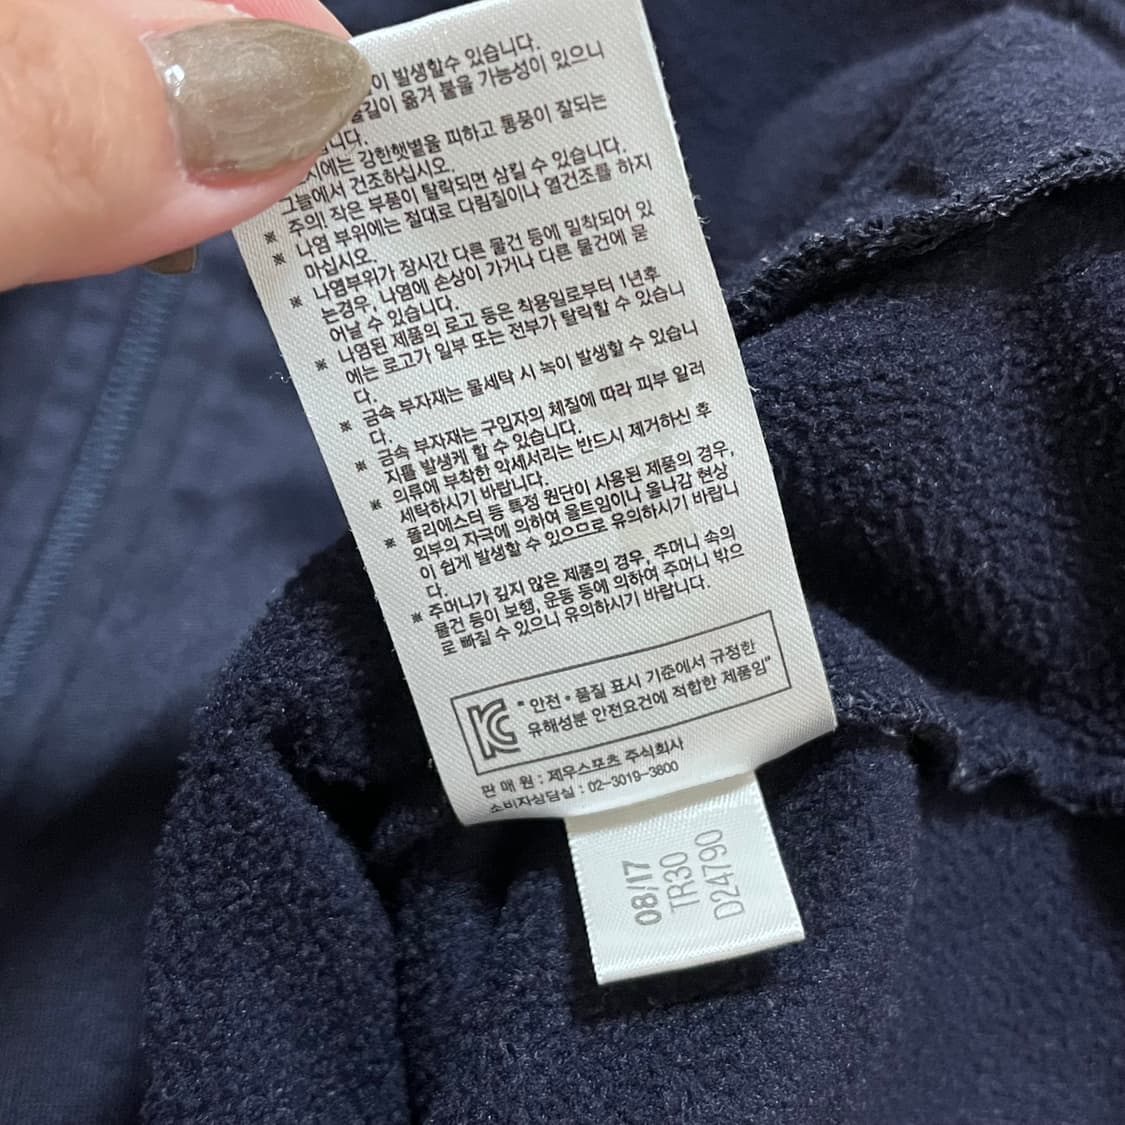 이 발생할수 있습니다.
물길이 옮겨 붙을 가능성이 있으니
니다.
시에는 강한햇볕을 피하고 통풍이 잘되는
그늘에서 건조하십시오.
※ 주의! 작은 부품이 탈락되면 삼킬 수 있습니다.
※ 나염 부위에는 절대로 다림질이나 열건조를 하지
마십시오.
※ 나염부위가 장시간 다른 물건 등에 밀착되어 있
는경우, 나염에 손상이 가거나 다른 물건에 묻
어날 수 있습니다.
※ 나염된 제품의 로고 등은 착용일로부터 1년후
에는 로고가 일부 또는 전부가 탈락할 수 있습니
다.
※ 금속 부자재는 물세탁 시 녹이 발생할 수 있습니
다.
※ 금속 부자재는 구입자의 체질에 따라 피부 알러
지를 발생케 할 수 있습니다.
※ 의류에 부착한 악세서리는 반드시 제거하신 후
세탁하시기 바랍니다.
※ 폴리에스터 등 특정 원단이 사용된 제품의 경우,
외부의 자극에 의하여 올트임이나 올나감 현상
이 쉽게 발생할 수 있으므로 유의하시기 바랍니
다.
※ 주머니가 깊지 않은 제품의 경우, 주머니 속의
물건 등이 보행, 운동 등에 의하여 주머니 밖으
로 빠질 수 있으니 유의하시기 바랍니다.
"안전•품질 표시 기준에서 규정한
유해성분 안전요건에 적합한 제품임"
판 매 원 : 제우스포츠 주식회사
소비자상담실 : 02-3019-3800
08/17
TR30
D24790